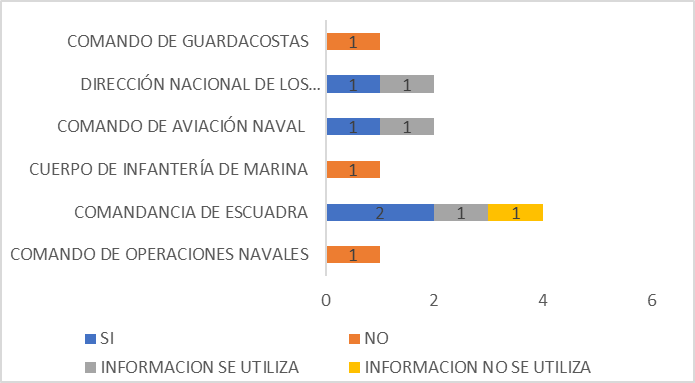 COMANDO DE GUARDACOSTAS
1
DIRECCIÓN NACIONAL DE LOS...
1 1
COMANDO DE AVIACIÓN NAVAL
1 1
CUERPO DE INFANTERÍA DE MARINA
1
COMANDANCIA DE ESCUADRA
2 1 1
COMANDO DE OPERACIONES NAVALES
1
0 2 4 6
SI NO
INFORMACION SE UTILIZA INFORMACION NO SE UTILIZA